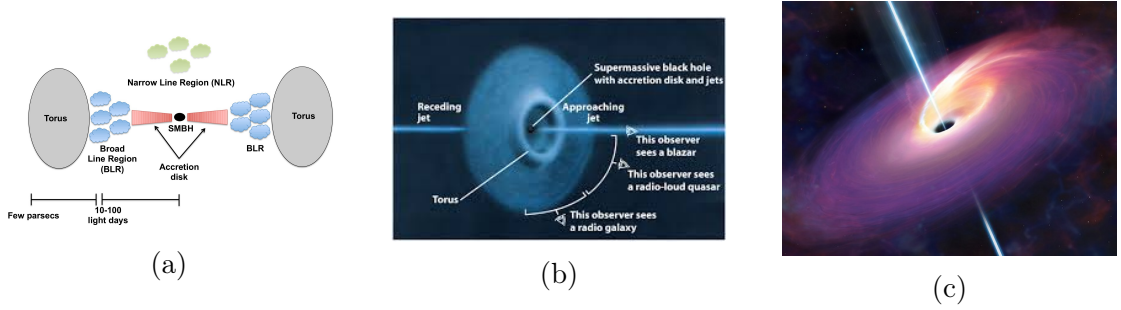 Narrow Line Region (NLR)
Torus
Torus
SMBH
Broad
Line Region
(BLR)
BLR
Accretion
disk
Few parsecs
10-100
light days
(a)
Supermassive black hole
with accretion disk and jets
Receding
jet
Approaching
jet
This observer
sees a blazar
This observer sees
a radio-loud quasar
Torus
This observer sees
a radio galaxy
(b)
(c)